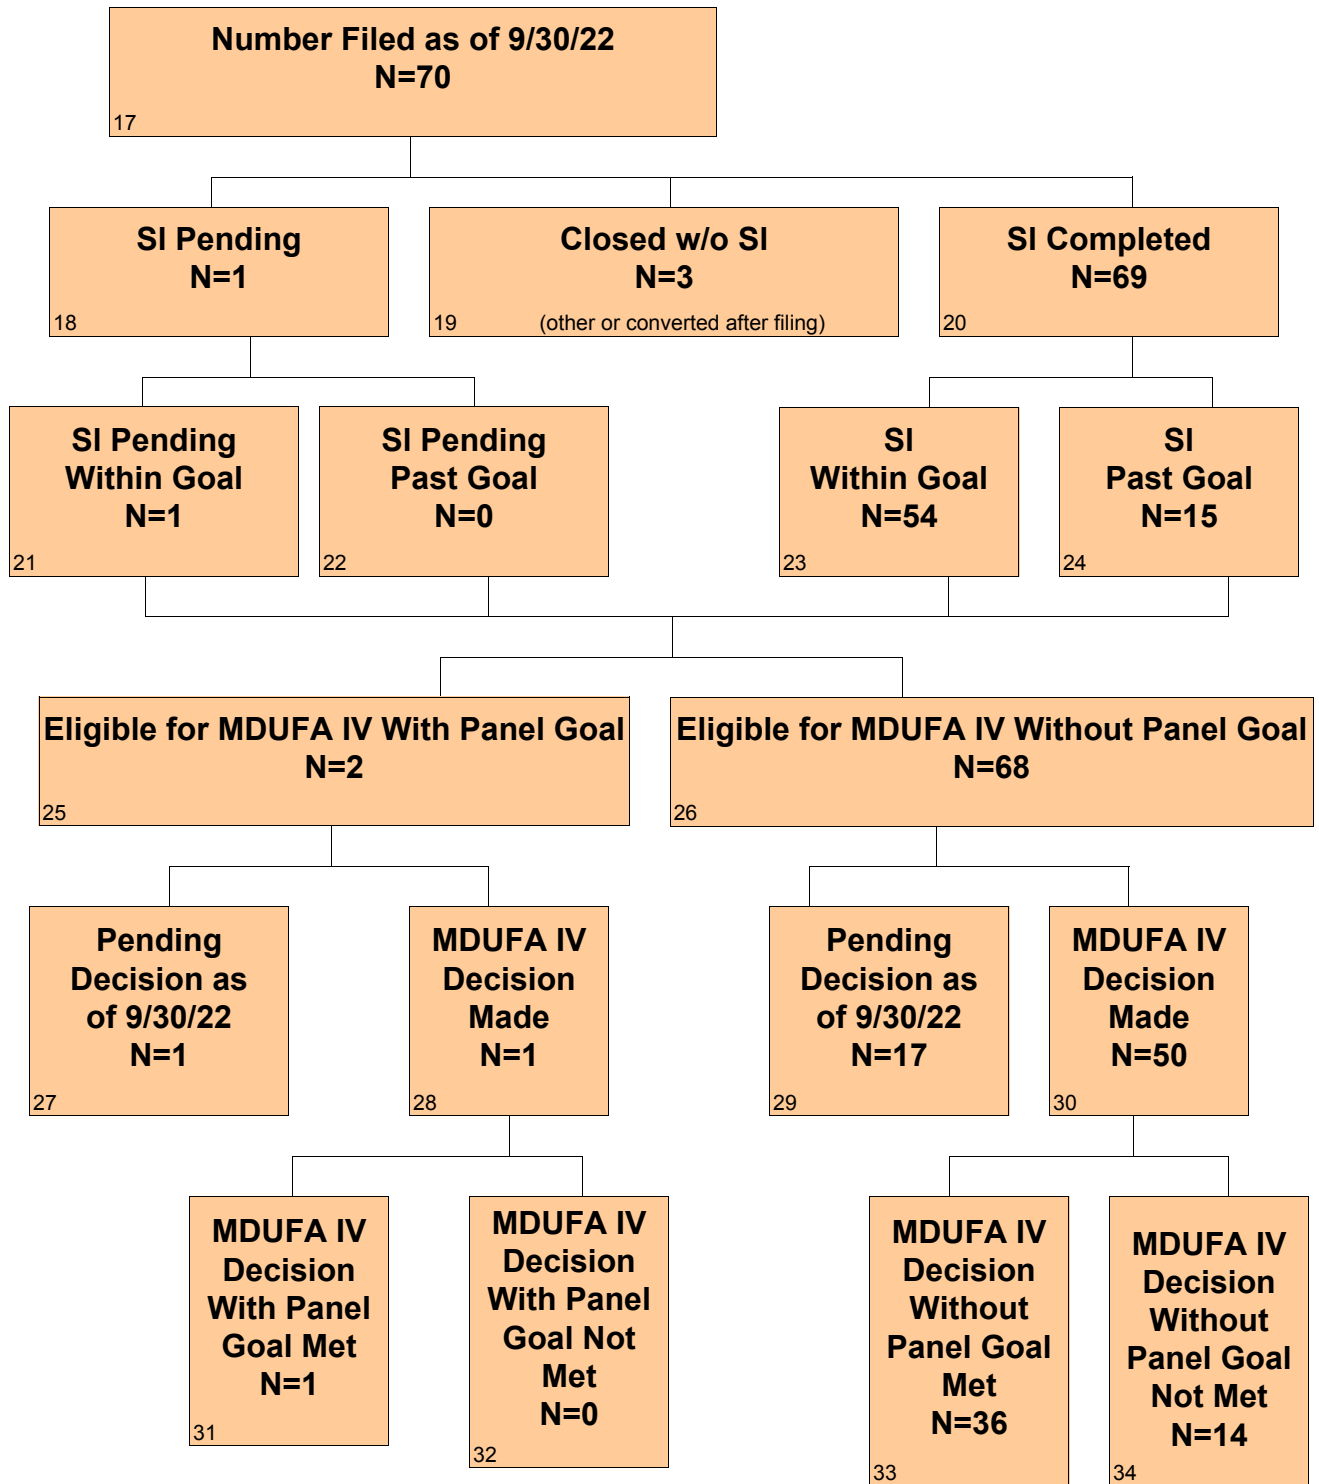 Number Filed as of 9/30/22
N=70
17
SI Pending
N=1
18
Closed w/o SI
N=3
19 (other or converted after filing)
SI Completed
N=69
20
SI Pending
Within Goal
N=1
21
SI Pending
Past Goal
N=0
22
SI
Within Goal
N=54
23
SI
Past Goal
N=15
24
Eligible for MDUFA IV With Panel Goal
N=2
25
Eligible for MDUFA IV Without Panel Goal
N=68
26
Pending
Decision as
of 9/30/22
N=1
27
MDUFA IV
Decision
Made
N=1
28
Pending
Decision as
of 9/30/22
N=17
29
MDUFA IV
Decision
Made
N=50
30
MDUFA IV
Decision
With Panel
Goal Met
N=1
31
MDUFA IV
Decision
With Panel
Goal Not
Met
N=0
32
MDUFA IV
Decision
Without
Panel Goal
Met
N=36
33
MDUFA IV
Decision
Without
Panel Goal
Not Met
N=14
34